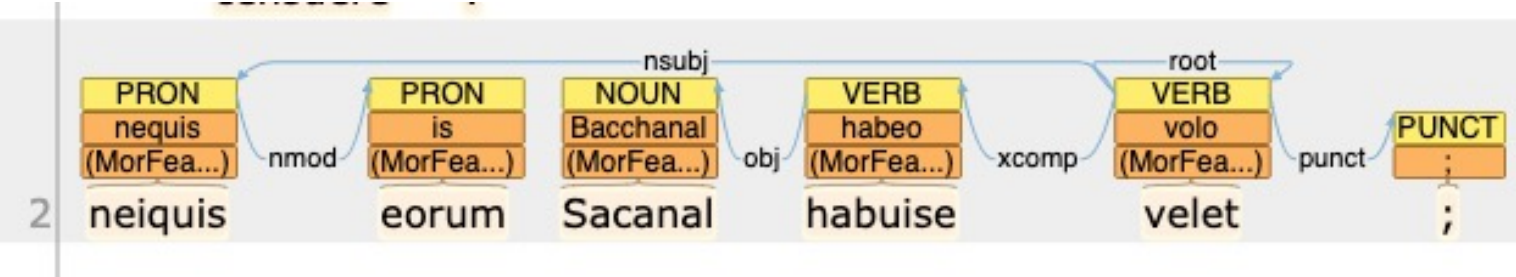 nsubj root
PRON PRON NOUN VERB VERB
nequis is Bacchanal habeo volo PUNCT
(MorFea...) nmod (MorFea...) (MorFea...) obj (MorFea...) xcomp (MorFea...) punct ;
2 neiquis eorum Sacanal habuise velet ;